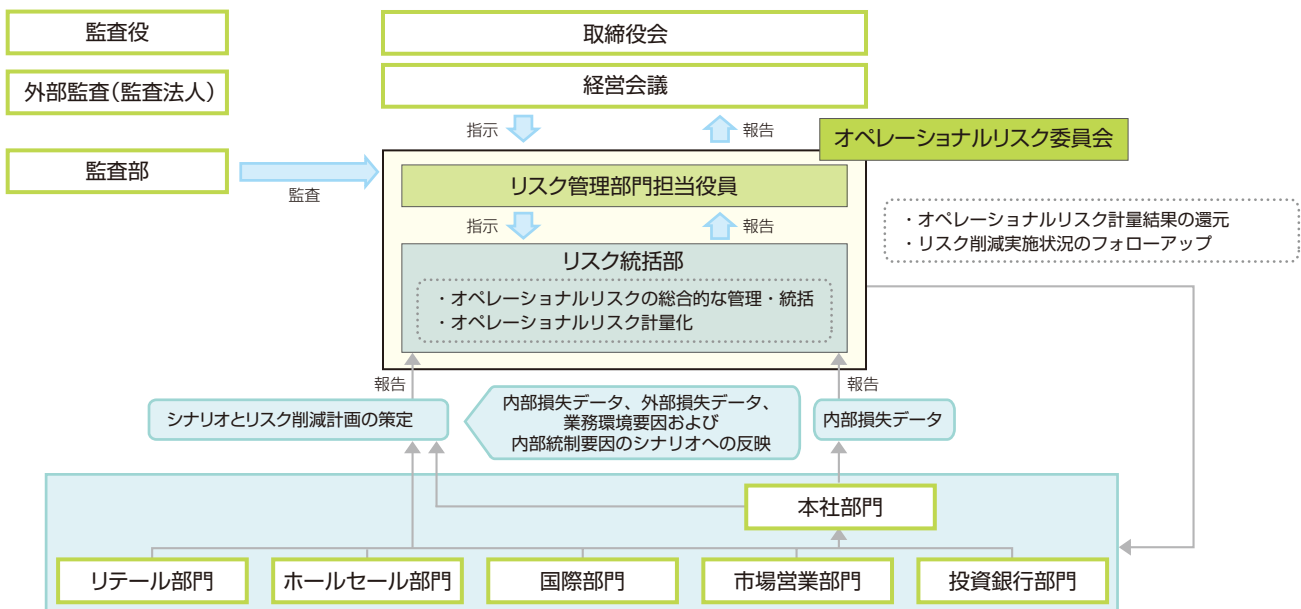 監査役
取締役会
外部監査（監査法人）
経営会議
指示
報告
オペレーショナルリスク委員会
監査部
監査
リスク管理部門担当役員
指示
報告
・オペレーショナルリスク計量結果の還元
・リスク削減実施状況のフォローアップ
リスク統括部
・オペレーショナルリスクの総合的な管理・統括
・オペレーショナルリスク計量化
報告
報告
シナリオとリスク削減計画の策定
内部損失データ、外部損失データ、
業務環境要因および
内部統制要因のシナリオへの反映
内部損失データ
本社部門
リテール部門
ホールセール部門
国際部門
市場営業部門
投資銀行部門